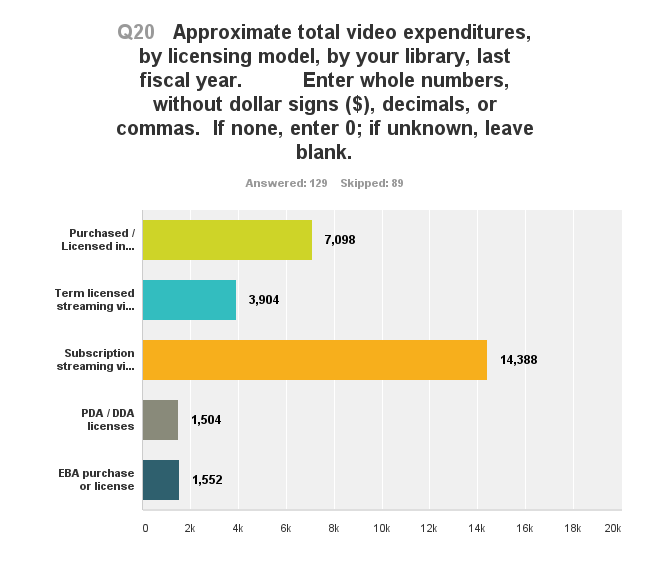 Q20 Approximate total video expenditures,
by licensing model, by your library, last
fiscal year. Enter whole numbers,
without dollar signs ($), decimals, or
commas. If none, enter 0; if unknown, leave
blank.
Answered: 129 Skipped: 89
Purchased /
Licensed in...
7,098
Term licensed
streaming vi...
3,904
Subscription
streaming vi...
14,388
PDA / DDA
licenses
1,504
EBA purchase
or license
1,552
0 2k 4k 6k 8k 10k 12k 14k 16k 18k 20k